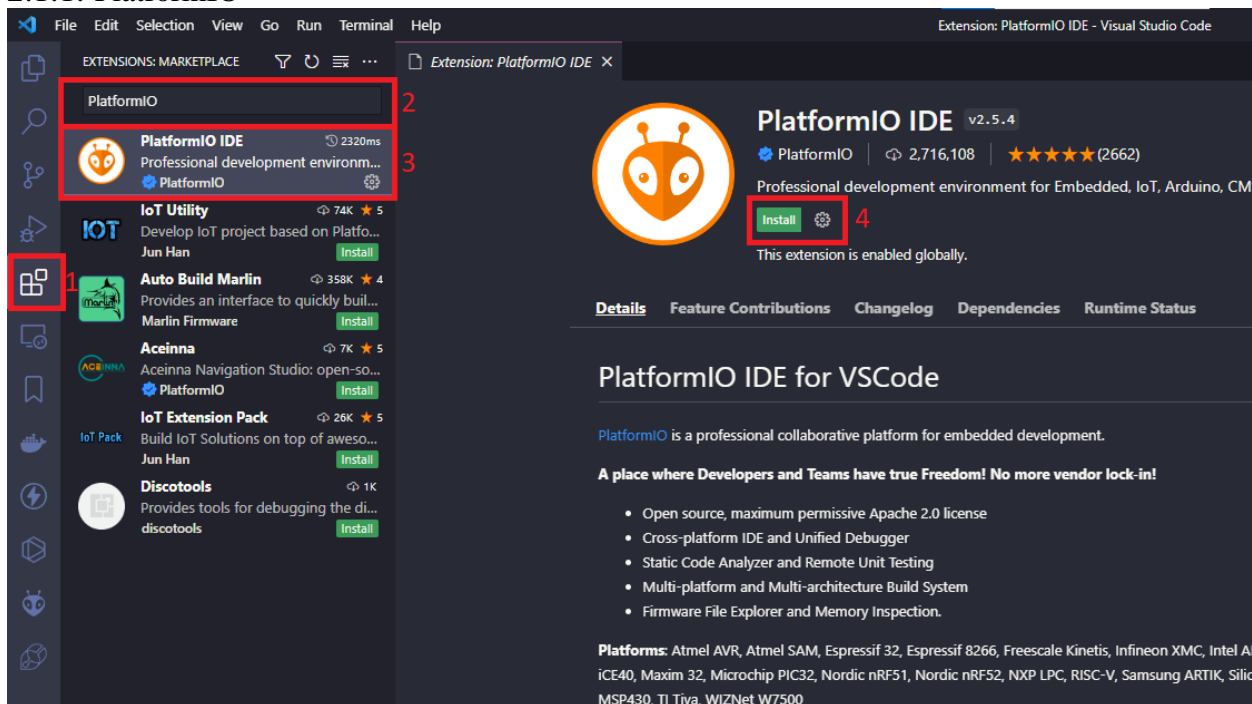 File Edit Selection View Go Run Terminal Help
Extension: PlatformIO IDE - Visual Studio Code
EXTENSIONS: MARKETPLACE
Extension: PlatformIO IDE
PlatformIO
2
PlatformIO IDE 2320ms
Professional development environm...
PlatformIO
3
IoT Utility 74K 5
Develop IoT project based on Platfo...
Jun Han Install
1
Auto Build Marlin 358K 4
Provides an interface to quickly buil...
Marlin Firmware Install
Aceinna 7K 5
Aceinna Navigation Studio: open-so...
PlatformIO Install
IoT Extension Pack 26K 5
Build IoT Solutions on top of aweso...
Jun Han Install
Discotools 1K
Provides tools for debugging the di...
discotools Install
IOT
Marlin
ACEINNA
IoT Pack
PlatformIO IDE v2.5.4
PlatformIO 2,716,108 (2662)
Professional development environment for Embedded, IoT, Arduino, CM
Install 4
This extension is enabled globally.
Details Feature Contributions Changelog Dependencies Runtime Status
PlatformIO IDE for VSCode
PlatformIO is a professional collaborative platform for embedded development.
A place where Developers and Teams have true Freedom! No more vendor lock-in!
• Open source, maximum permissive Apache 2.0 license
• Cross-platform IDE and Unified Debugger
• Static Code Analyzer and Remote Unit Testing
• Multi-platform and Multi-architecture Build System
• Firmware File Explorer and Memory Inspection.
Platforms: Atmel AVR, Atmel SAM, Espressif 32, Espressif 8266, Freescale Kinetis, Infineon XMC, Intel
iCE40, Maxim 32, Microchip PIC32, Nordic nRF51, Nordic nRF52, NXP LPC, RISC-V, Samsung ARTIK,
MSP430, TI Tiva, WIZNet W7500